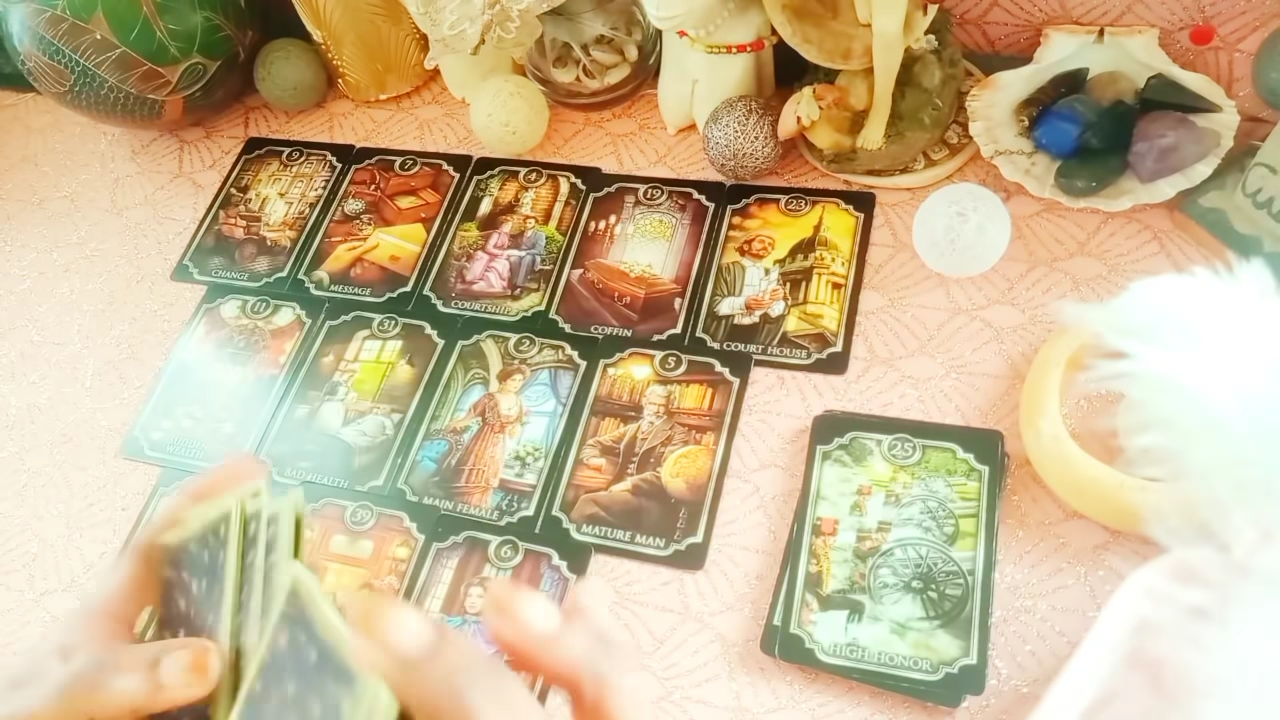 9
CHANGE
7
MESSAGE
4
COURTSHIP
19
COFFIN
23
COURT HOUSE
11
WEALTH
31
BAD HEALTH
2
MAIN FEMALE
5
MATURE MAN
39
6
25
HIGH HONOR